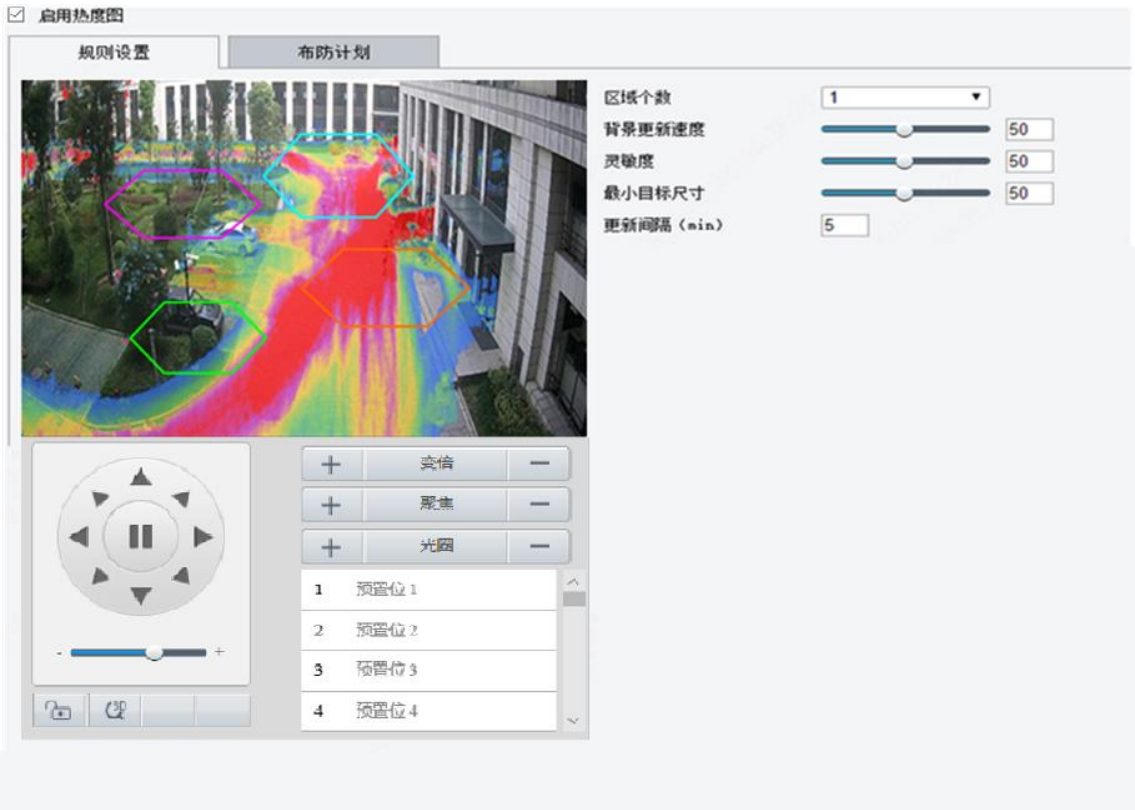 启用热度图
规则设置 布防计划
区域个数 1
背景更新速度 50
灵敏度 50
最小目标尺寸 50
更新间隔（min） 5
+ 变倍 −
+ 聚焦 −
+ 光圈 −
1 预置位 1
2 预置位 2
3 预置位 3
4 预置位 4
- +
3D